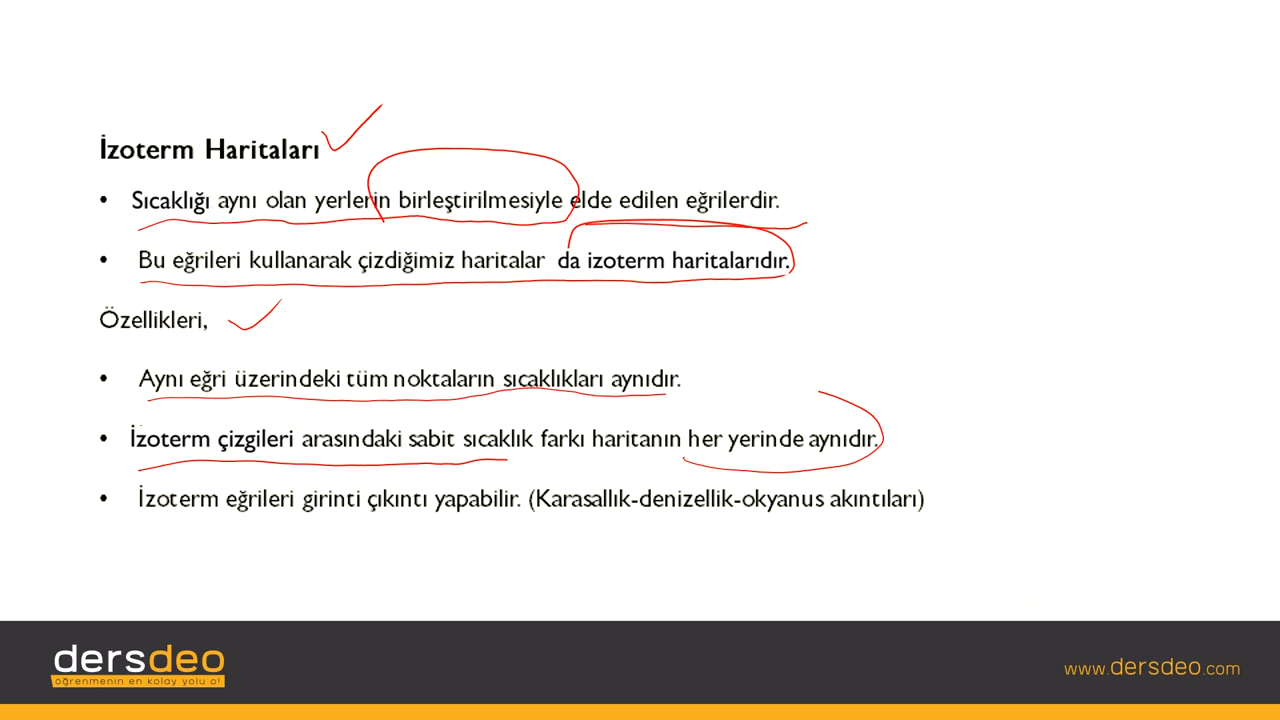 İzoterm Haritaları
• Sıcaklığı aynı olan yerlerin birleştirilmesiyle elde edilen eğrilerdir.
• Bu eğrileri kullanarak çizdiğimiz haritalar da izoterm haritalarıdır.
Özellikleri,
• Aynı eğri üzerindeki tüm noktaların sıcaklıkları aynıdır.
• İzoterm çizgileri arasındaki sabit sıcaklık farkı haritanın her yerinde aynıdır.
• İzoterm eğrileri girinti çıkıntı yapabilir. (Karasallık-denizellik-okyanus akıntıları)
dersdeo
öğrenmenin en kolay yolu o!
www.dersdeo.com